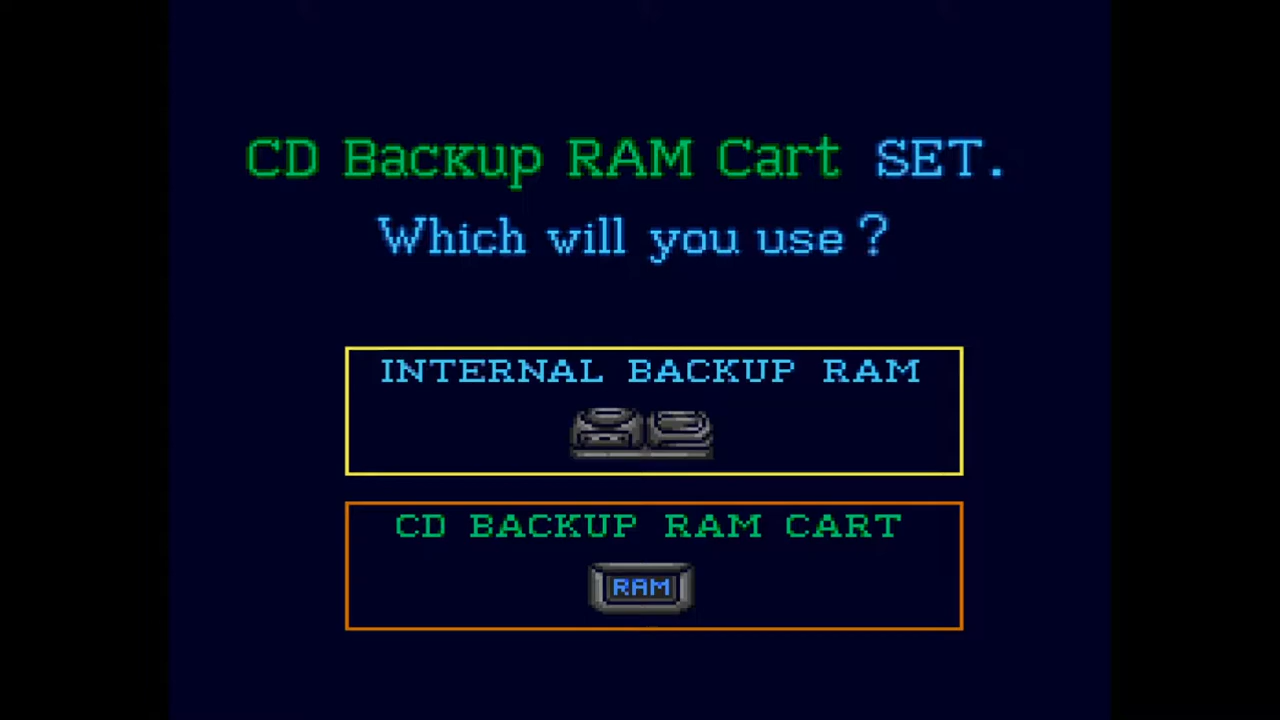 CD Backup RAM Cart SET.
Which will you use?
INTERNAL BACKUP RAM
CD BACKUP RAM CART
RAM